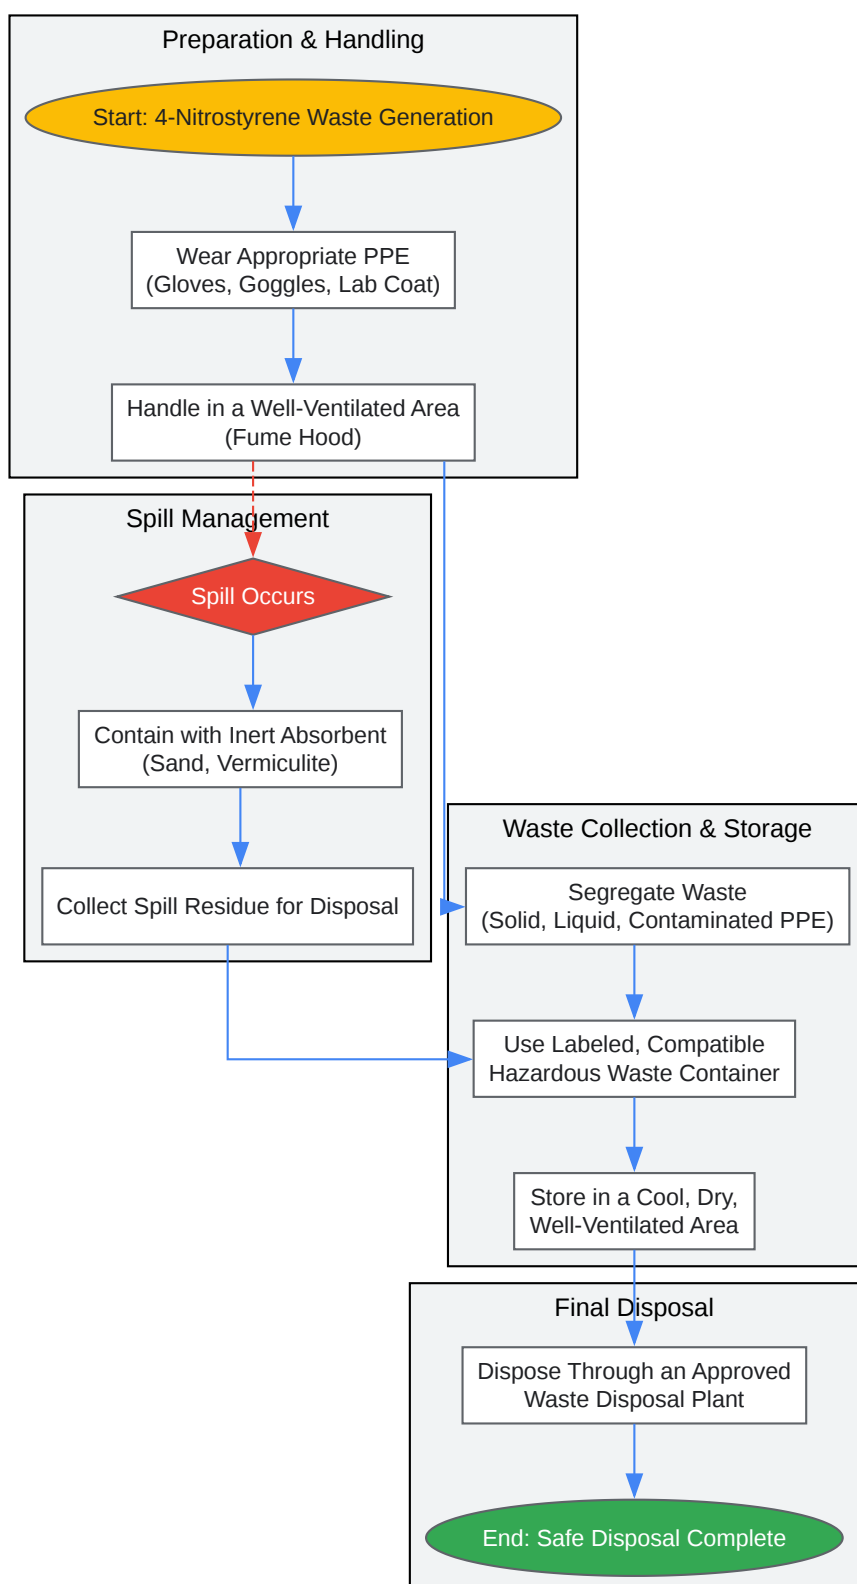 Preparation & Handling
Start: 4-Nitrostyrene Waste Generation
Wear Appropriate PPE
(Gloves, Goggles, Lab Coat)
Handle in a Well-Ventilated Area
(Fume Hood)
Spill Management
Spill Occurs
Contain with Inert Absorbent
(Sand, Vermiculite)
Collect Spill Residue for Disposal
Waste Collection & Storage
Segregate Waste
(Solid, Liquid, Contaminated PPE)
Use Labeled, Compatible
Hazardous Waste Container
Store in a Cool, Dry,
Well-Ventilated Area
Final Disposal
Dispose Through an Approved
Waste Disposal Plant
End: Safe Disposal Complete